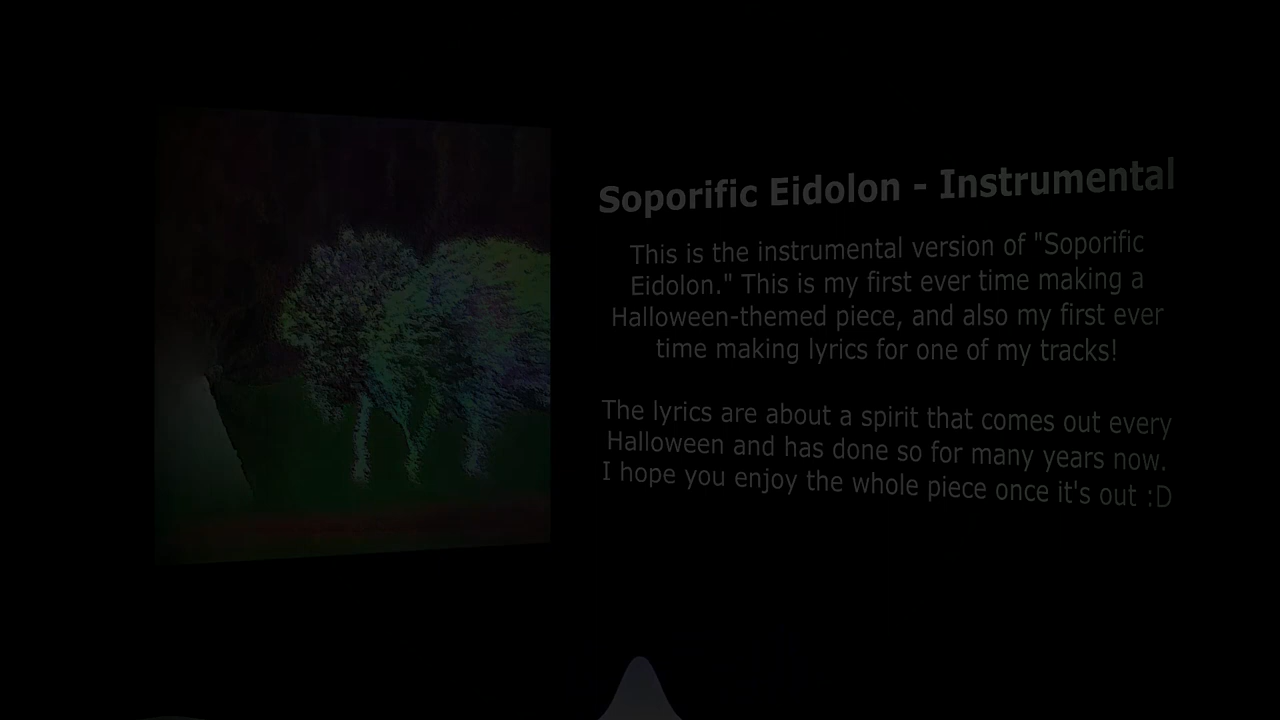 Soporific Eidolon - Instrumental
This is the instrumental version of "Soporific
Eidolon." This is my first ever time making a
Halloween-themed piece, and also my first ever
time making lyrics for one of my tracks!
The lyrics are about a spirit that comes out every
Halloween and has done so for many years now.
I hope you enjoy the whole piece once it's out :D